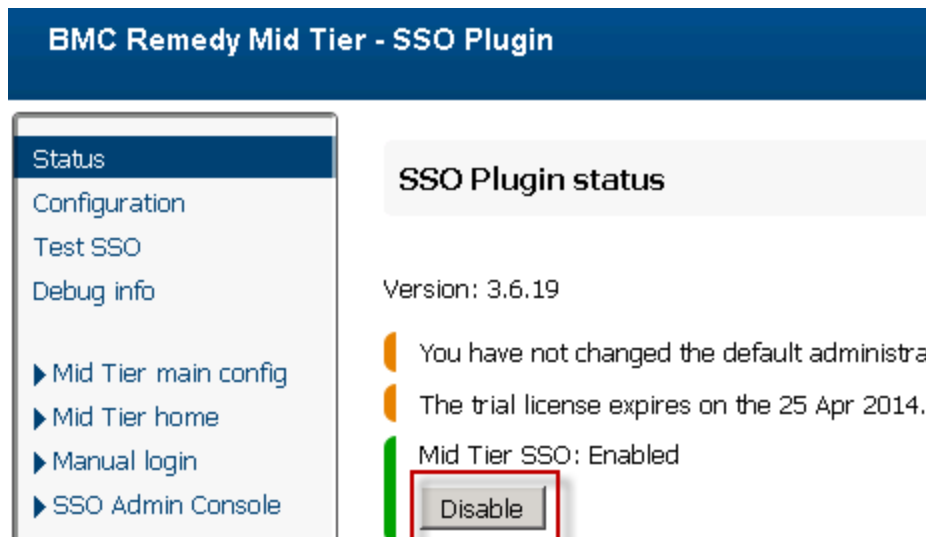 BMC Remedy Mid Tier - SSO Plugin
Status
Configuration
Test SSO
Debug info
Mid Tier main config
Mid Tier home
Manual login
SSO Admin Console
SSO Plugin status
Version: 3.6.19
You have not changed the default administra
The trial license expires on the 25 Apr 2014.
Mid Tier SSO: Enabled
Disable